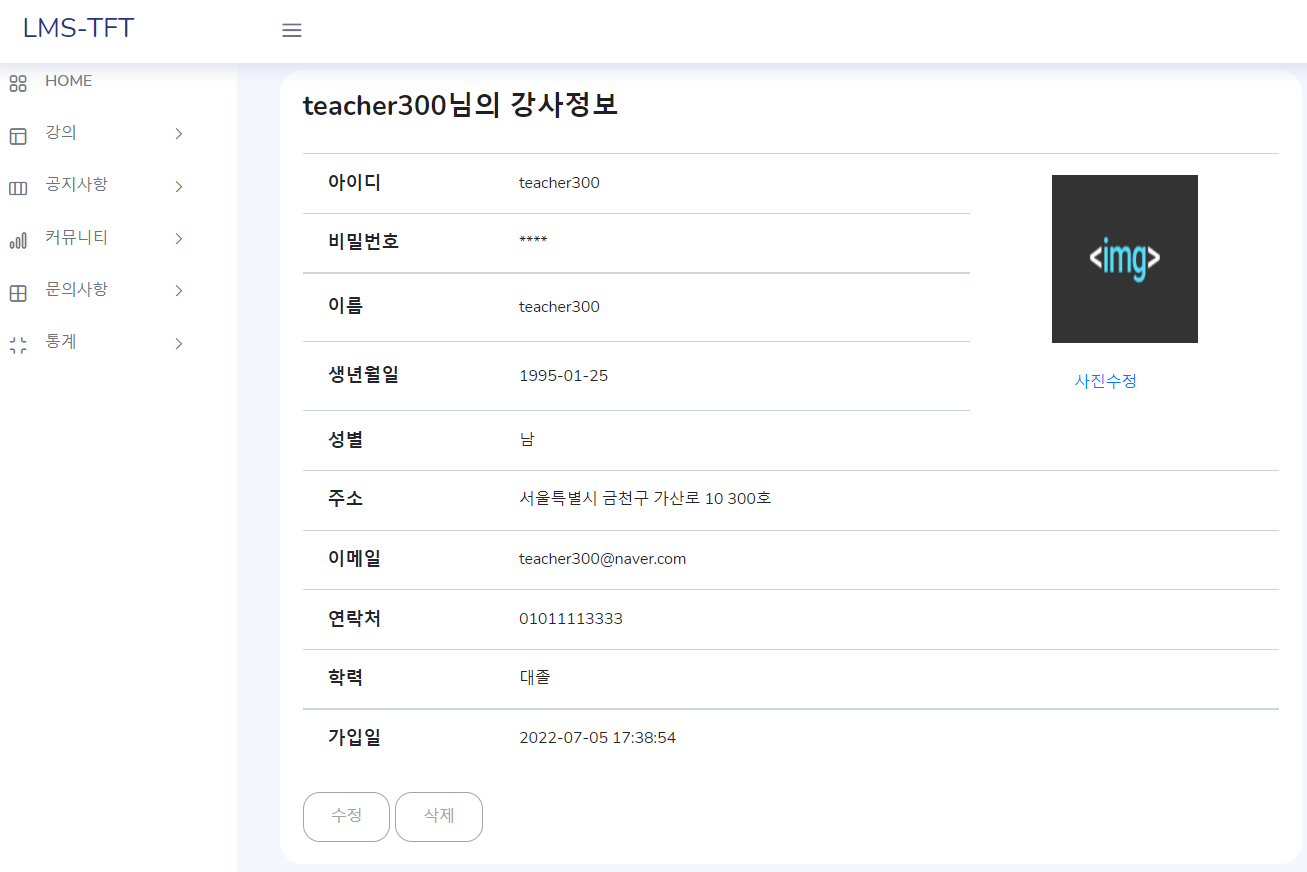 LMS-TFT
HOME
강의
공지사항
커뮤니티
문의사항
통계
teacher300님의 강사정보
아이디 teacher300
비밀번호 ****
이름 teacher300
생년월일 1995-01-25
성별 남
<img>
사진수정
주소 서울특별시 금천구 가산로 10 300호
이메일 teacher300@naver.com
연락처 01011113333
학력 대졸
가입일 2022-07-05 17:38:54
수정 삭제